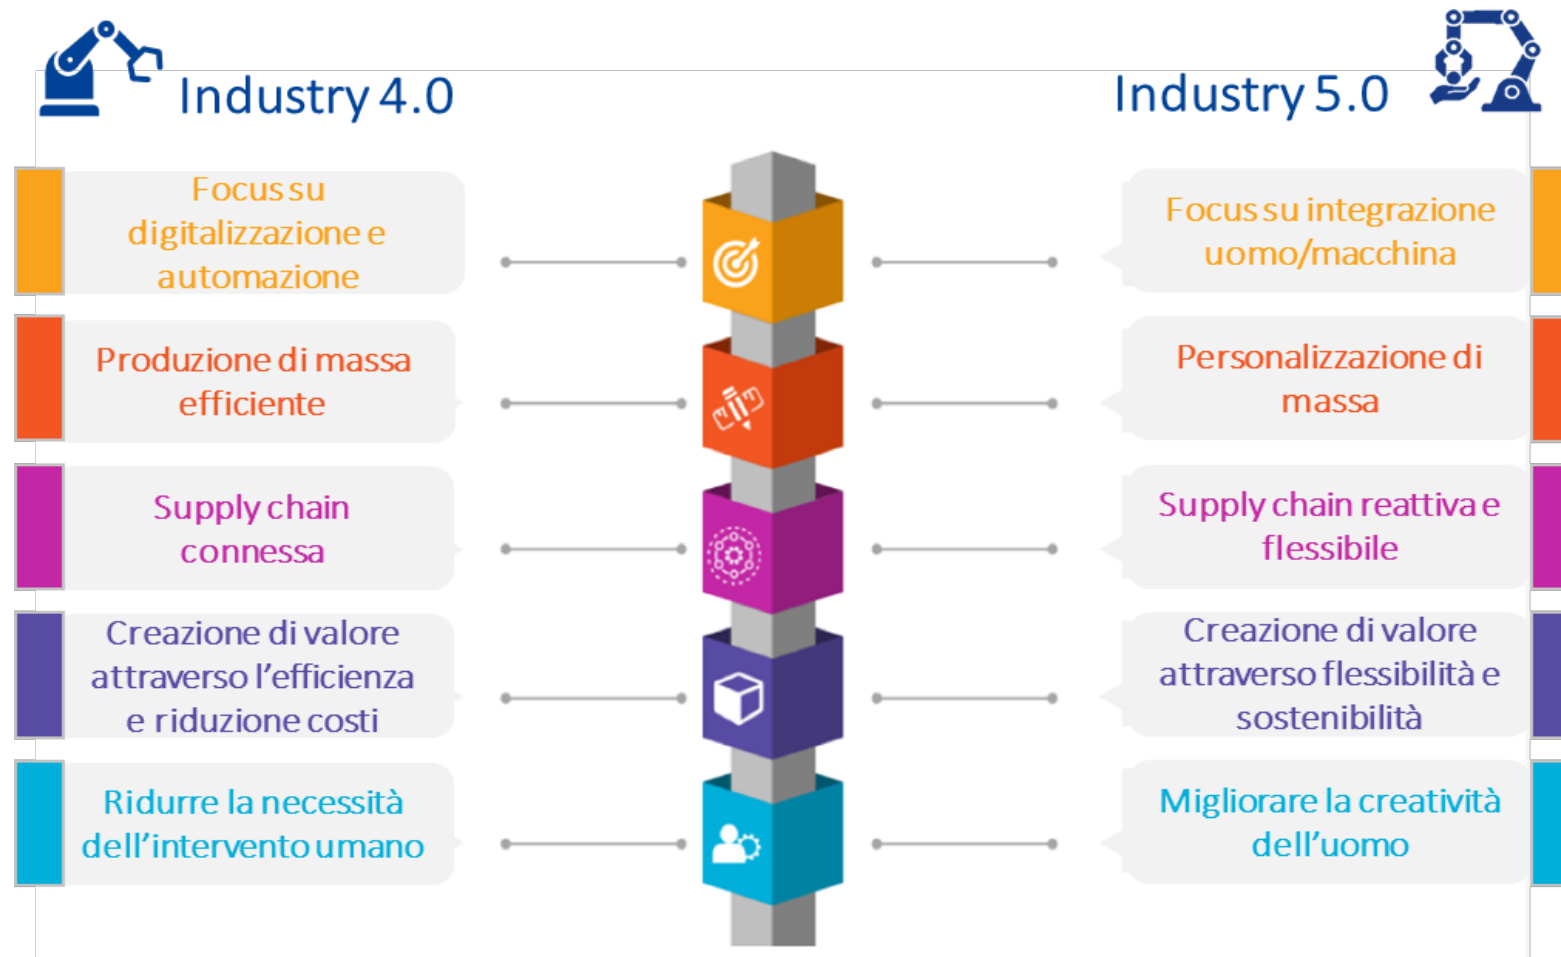 Industry 4.0
Industry 5.0
Focus su
digitalizzazione e
automazione
Focus su integrazione
uomo/macchina
Produzione di massa
efficiente
Personalizzazione di
massa
Supply chain
connessa
Supply chain reattiva e
flessibile
Creazione di valore
attraverso l'efficienza
e riduzione costi
Creazione di valore
attraverso flessibilità e
sostenibilità
Ridurre la necessità
dell'intervento umano
Migliorare la creatività
dell'uomo